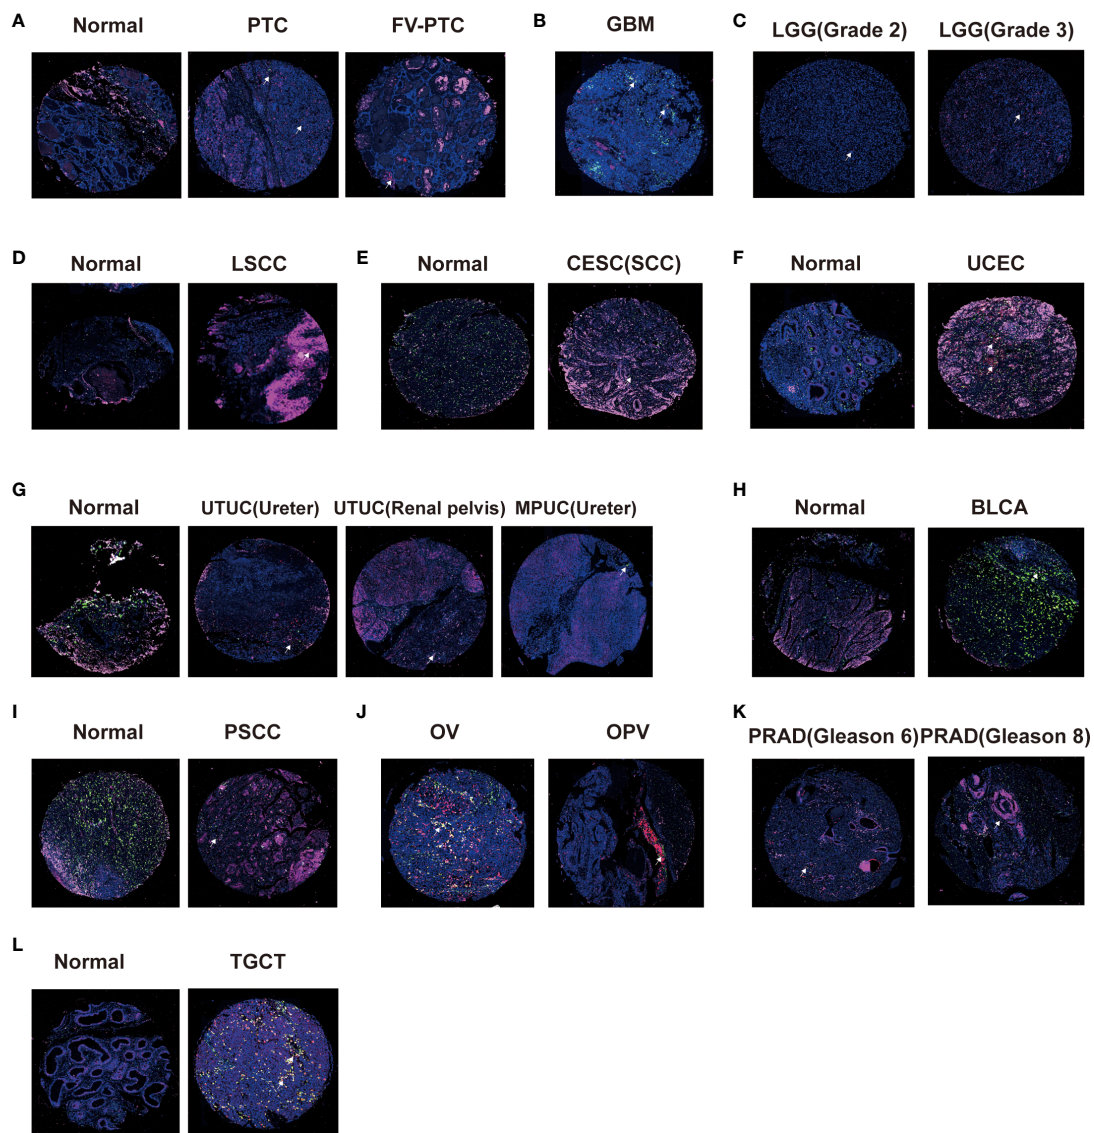 A Normal PTC FV-PTC B GBM C LGG(Grade 2) LGG(Grade 3)
D Normal LSCC E Normal CESC(SCC) F Normal UCEC
G Normal UTUC(Ureter) UTUC(Renal pelvis) MPUC(Ureter) H Normal BLCA
I Normal PSCC J OV OPV K PRAD(Gleason 6) PRAD(Gleason 8)
L Normal TGCT